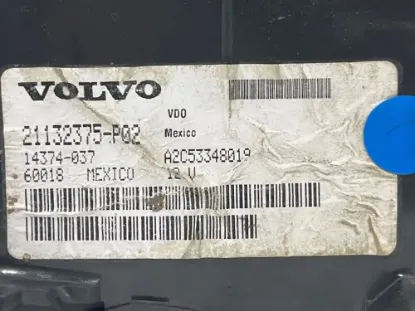 VOLVO
VDO
21132375-P02 Mexico
14374-037 A2C53348019
60018 MEXICO 12 V